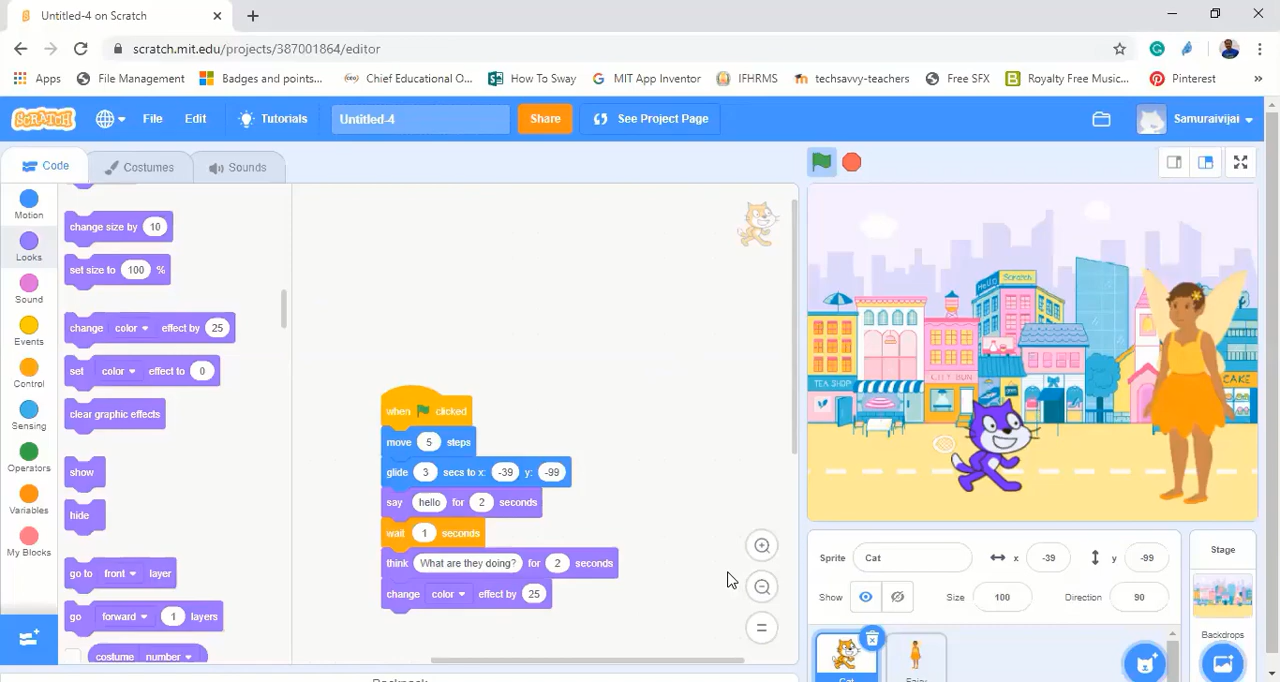 Untitled-4 on Scratch
scratch.mit.edu/projects/387001864/editor
Apps File Management Badges and points... Chief Educational O... How To Sway MIT App Inventor IFHRMS techsavvy-teachers Free SFX Royalty Free Music... Pinterest »
SCRATCH File Edit Tutorials Untitled-4 Share See Project Page Samuraivijai
Code Costumes Sounds
Motion
Looks
Sound
Events
Control
Sensing
Operators
Variables
My Blocks
change size by 10
set size to 100 %
change color effect by 25
set color effect to 0
clear graphic effects
show
hide
go to front layer
go forward 1 layers
costume number
when clicked
move 5 steps
glide 3 secs to x: -39 y: -99
say hello for 2 seconds
wait 1 seconds
think What are they doing? for 2 seconds
change color effect by 25
Hello Scratch
TEA SHOP
CAKE
Sprite Cat x -39 y -99
Show Size 100 Direction 90
Cat
Fairy
Stage
Backdrops
Backpack